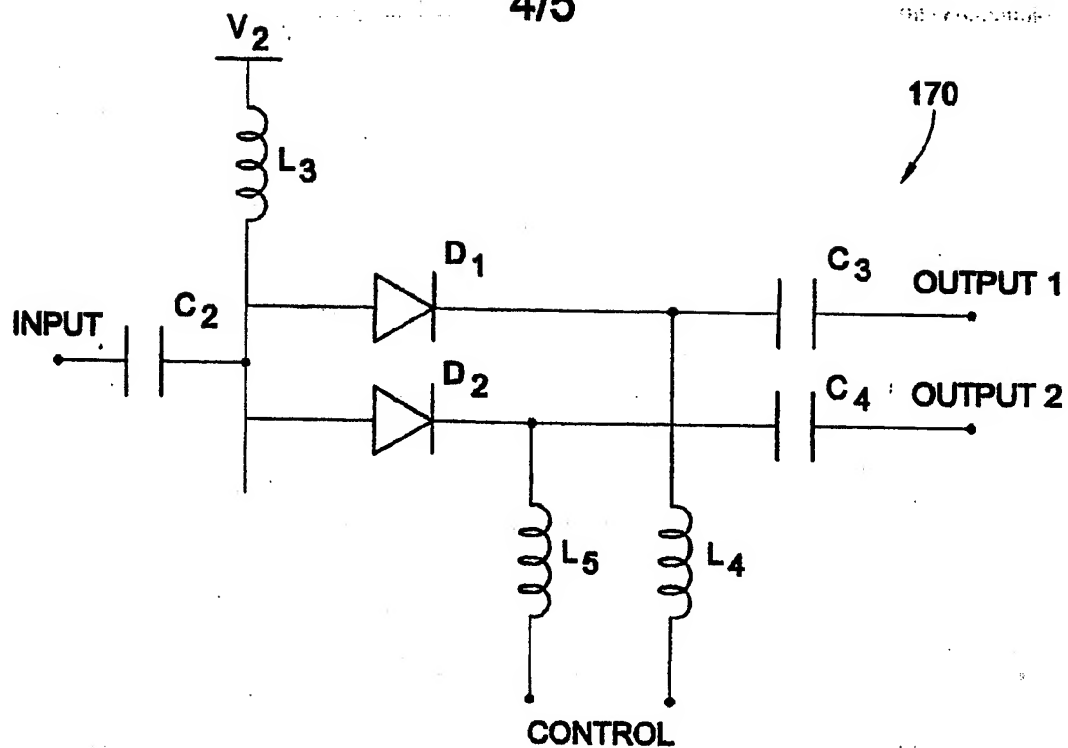 4/5
V2
170
L3
D1
C3
OUTPUT 1
INPUT
C2
D2
C4
OUTPUT 2
L5
L4
CONTROL